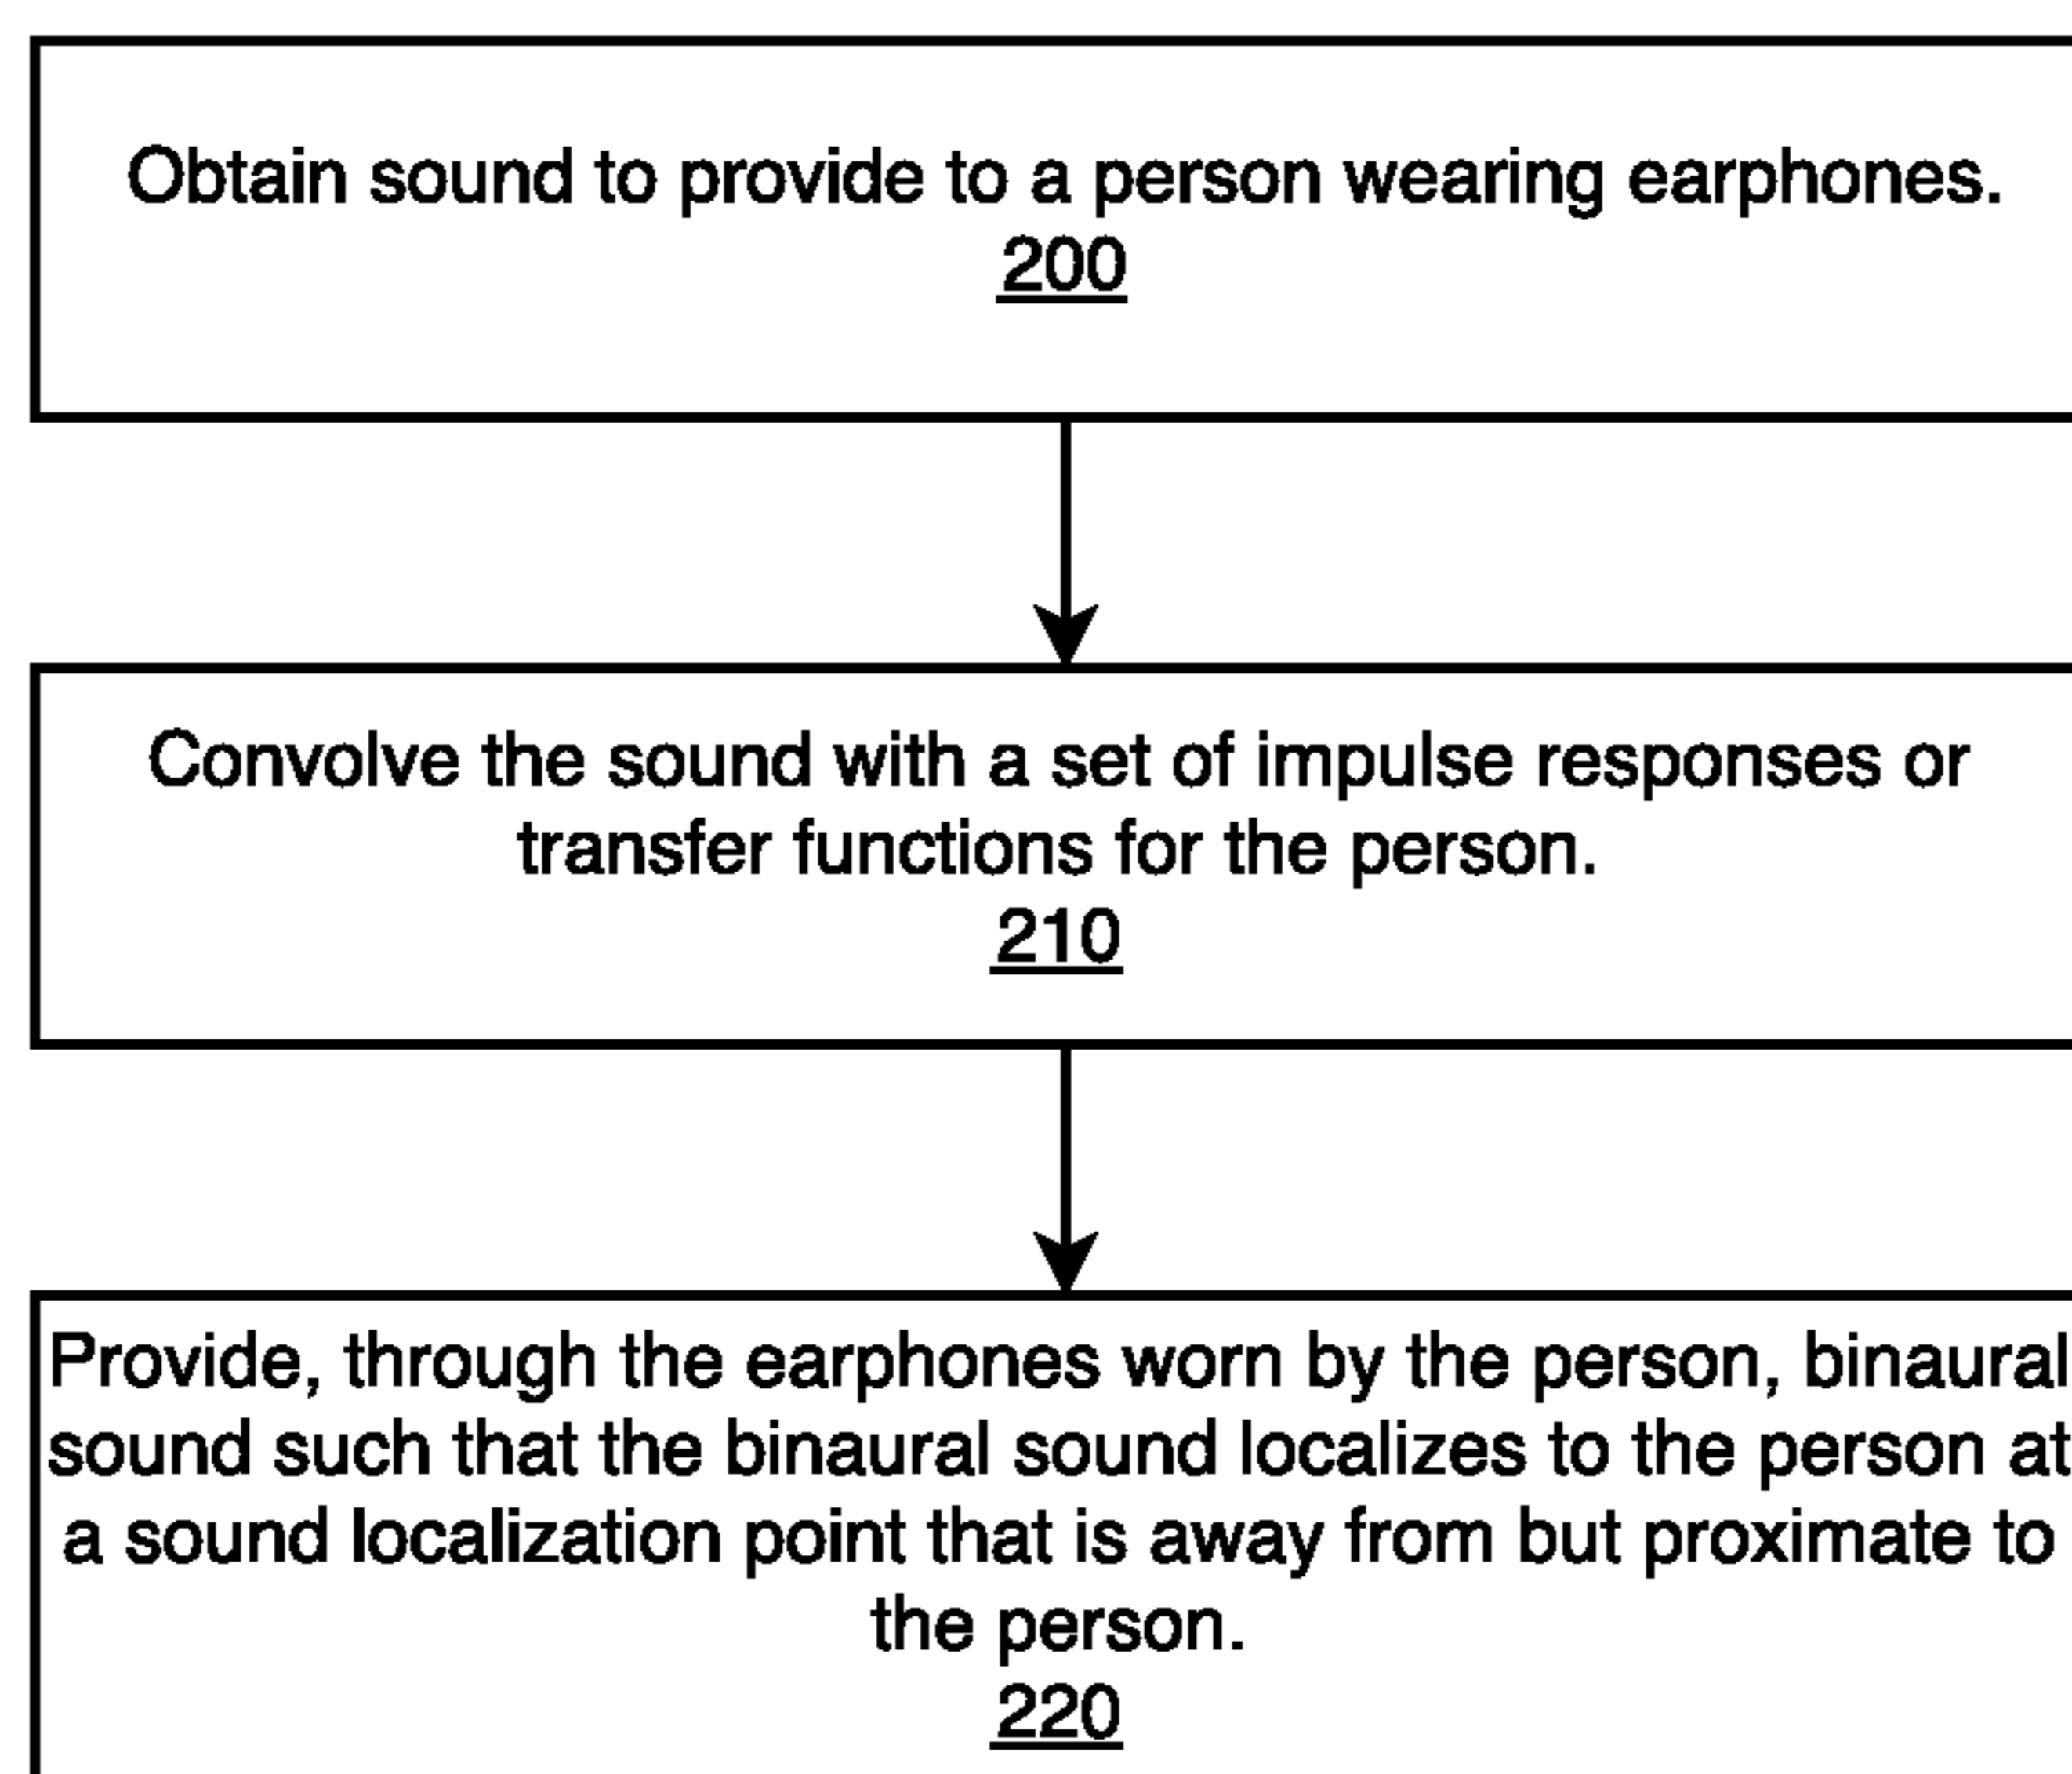 Obtain sound to provide to a person wearing earphones.
200
Convolve the sound with a set of impulse responses or
transfer functions for the person.
210
Provide, through the earphones worn by the person, binaural
sound such that the binaural sound localizes to the person at
a sound localization point that is away from but proximate to
the person.
220